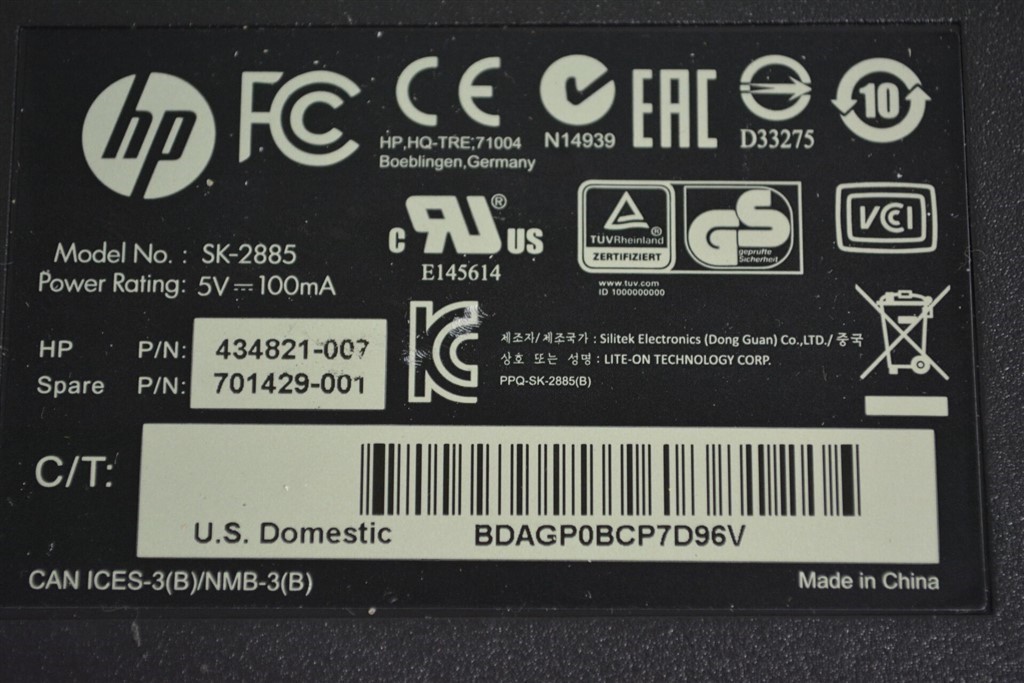 hp FC CE N14939 EAC D33275 10
HP,HQ-TRE,71004
Boeblingen,Germany
c RU® US
E145614
TÜVRheinland®
ZERTIFIZIERT
GS
geprüfte
Sicherheit
www.tuv.com
ID 1000000000
VCI
Model No. : SK-2885
Power Rating: 5V⎓100mA
HP P/N: 434821-007
Spare P/N: 701429-001
KC
제조자/제조국가 : Silitek Electronics (Dong Guan) Co.,LTD./ 중국
상호 또는 성명 : LITE-ON TECHNOLOGY CORP.
PPQ-SK-2885(B)
C/T:
U.S. Domestic BDAGP0BCP7D96V
CAN ICES-3(B)/NMB-3(B) Made in China